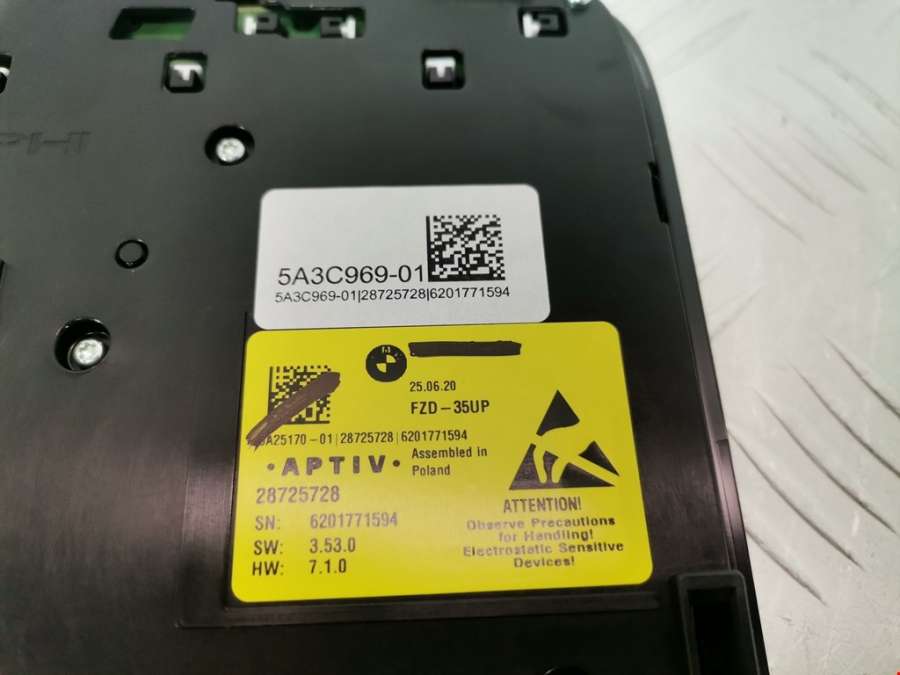 5A3C969-01
5A3C969-01|28725728|6201771594
25.06.20
FZD-35UP
A25170-01|28725728|6201771594
·APTIV·
Assembled in
Poland
28725728
SN: 6201771594
SW: 3.53.0
HW: 7.1.0
ATTENTION!
Observe Precautions
for Handling!
Electrostatic Sensitive
Devices!